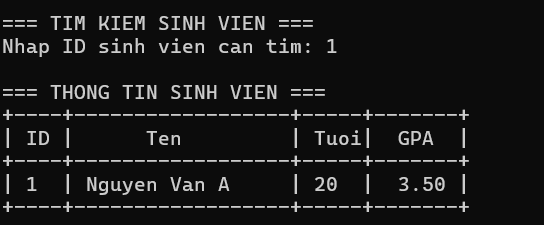 === TIM KIEM SINH VIEN ===
Nhap ID sinh vien can tim: 1
=== THONG TIN SINH VIEN ===
+----+------------------+-----+-------+
| ID |      Ten         | Tuoi|  GPA  |
+----+------------------+-----+-------+
| 1  | Nguyen Van A     | 20  |  3.50 |
+----+------------------+-----+-------+